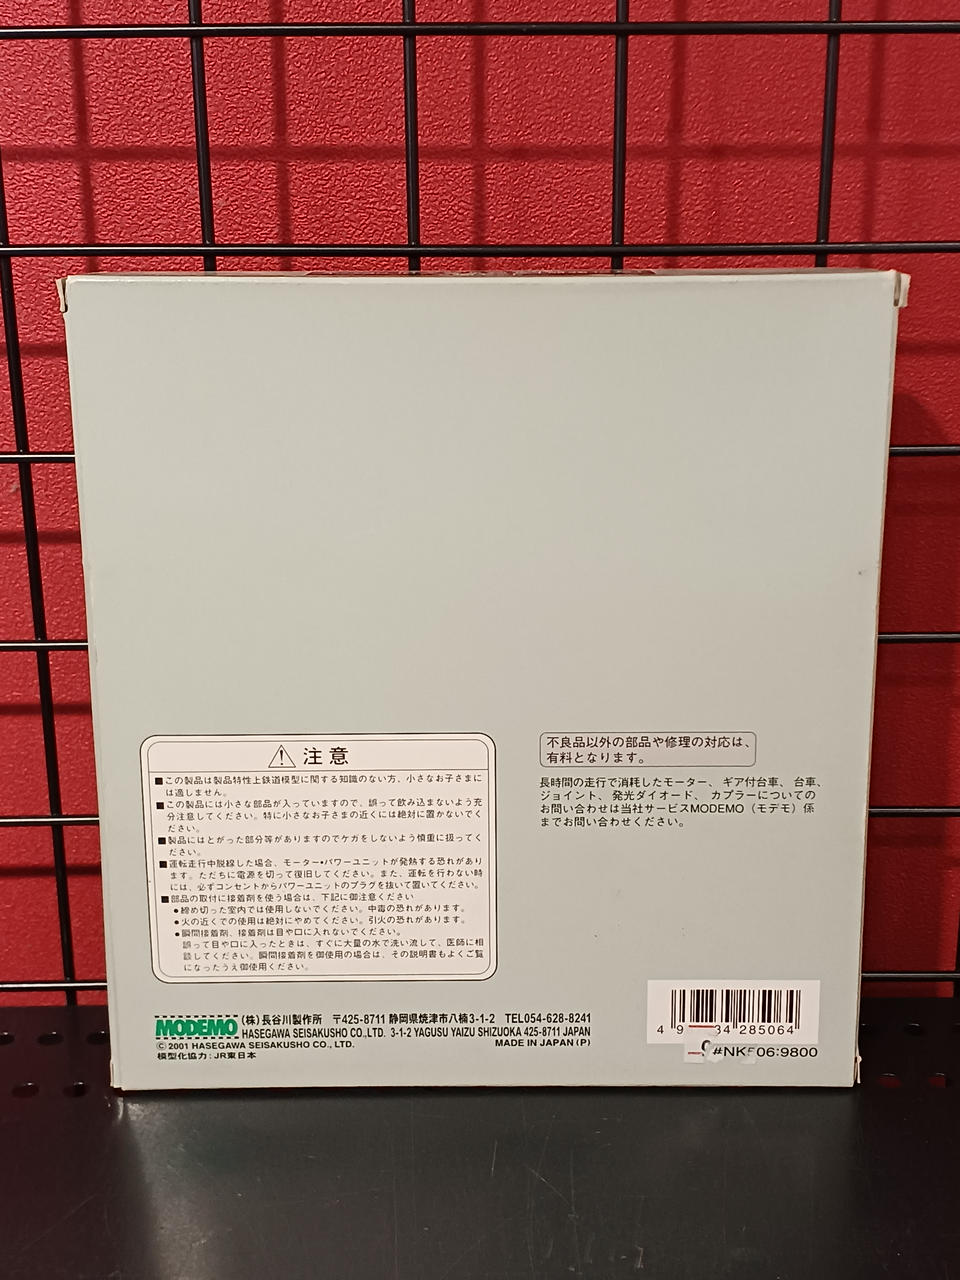 ⚠注意
■この製品は製品特性上鉄道模型に関する知識のない方、小さなお子さまに
は適しません。
■この製品には小さな部品が入っていますので、誤って飲み込まないよう充
分注意してください。特に小さなお子さまの近くには絶対に置かないでく
ださい。
■製品にはとがった部分等がありますのでケガをしないよう慎重に扱ってく
ださい。
■運転走行中脱線した場合、モーター・パワーユニットが発熱する恐れがあり
ます。ただちに電源を切って復旧してください。また、運転を行わない時
には、必ずコンセントからパワーユニットのプラグを抜いて置いてください。
■部品の取付に接着剤を使う場合は、下記に御注意ください
●締め切った室内では使用しないでください。中毒の恐れがあります。
●火の近くでの使用は絶対にやめてください。引火の恐れがあります。
●瞬間接着剤、接着剤は目や口に入れないでください。
誤って目や口に入ったときは、すぐに大量の水で洗い流して、医師に相
談してください。瞬間接着剤を御使用の場合は、その説明書もよくご覧
になったうえ御使用ください。
不良品以外の部品や修理の対応は、
有料となります。
長時間の走行で消耗したモーター、ギア付台車、台車、
ジョイント、発光ダイオード、カプラーについての
お問い合わせは当社サービスMODEMO（モデモ）係
までお問い合わせください。
MODEMO (株)長谷川製作所 〒425-8711 静岡県焼津市八楠3-1-2 TEL054-628-8241
HASEGAWA SEISAKUSHO CO.,LTD. 3-1-2 YAGUSU YAIZU SHIZUOKA 425-8711 JAPAN
© 2001 HASEGAWA SEISAKUSHO CO., LTD. MADE IN JAPAN (P)
模型化協力：JR東日本
4 9 34 285064
#NK 06:9800